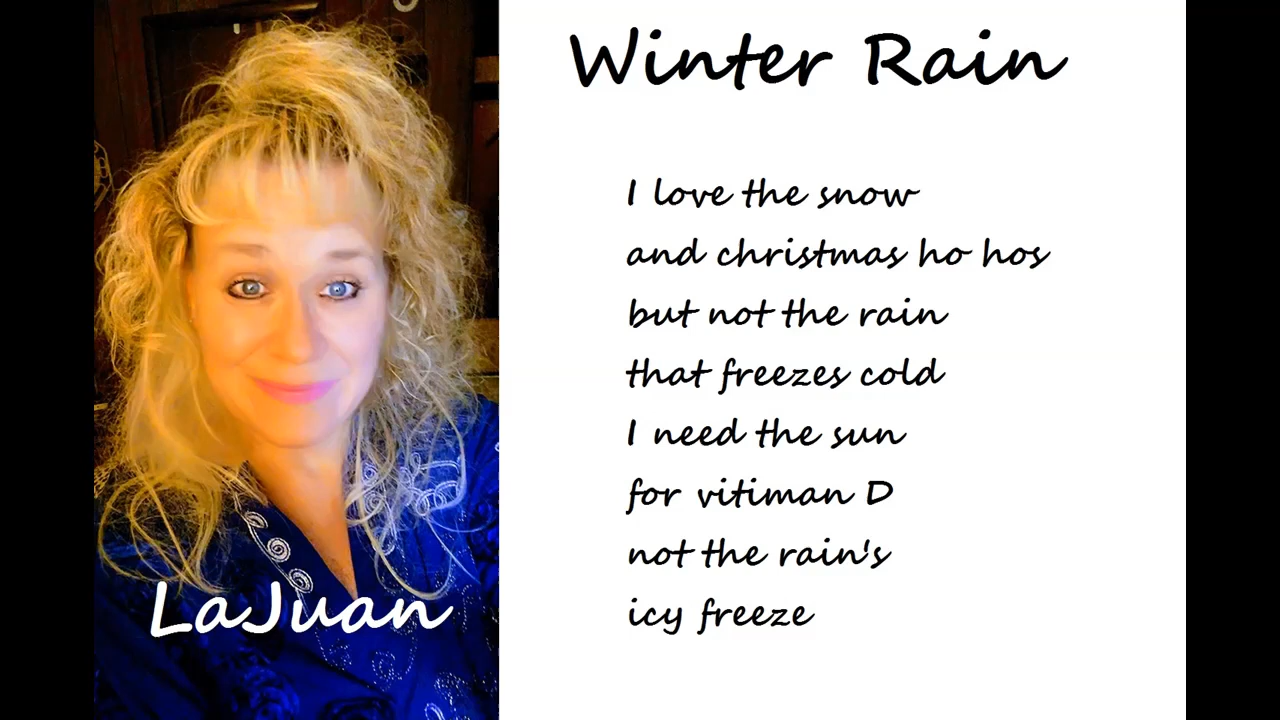 Winter Rain
I love the snow
and christmas ho hos
but not the rain
that freezes cold
I need the sun
for vitiman D
not the rain's
icy freeze
LaJuan